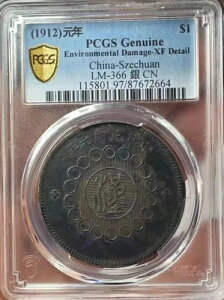 (1912)元年 $1
PCGS Genuine
Environmental Damage-XF Detail
China-Szechuan
LM-366 銀 CN
115801.97/87672664
PCGS